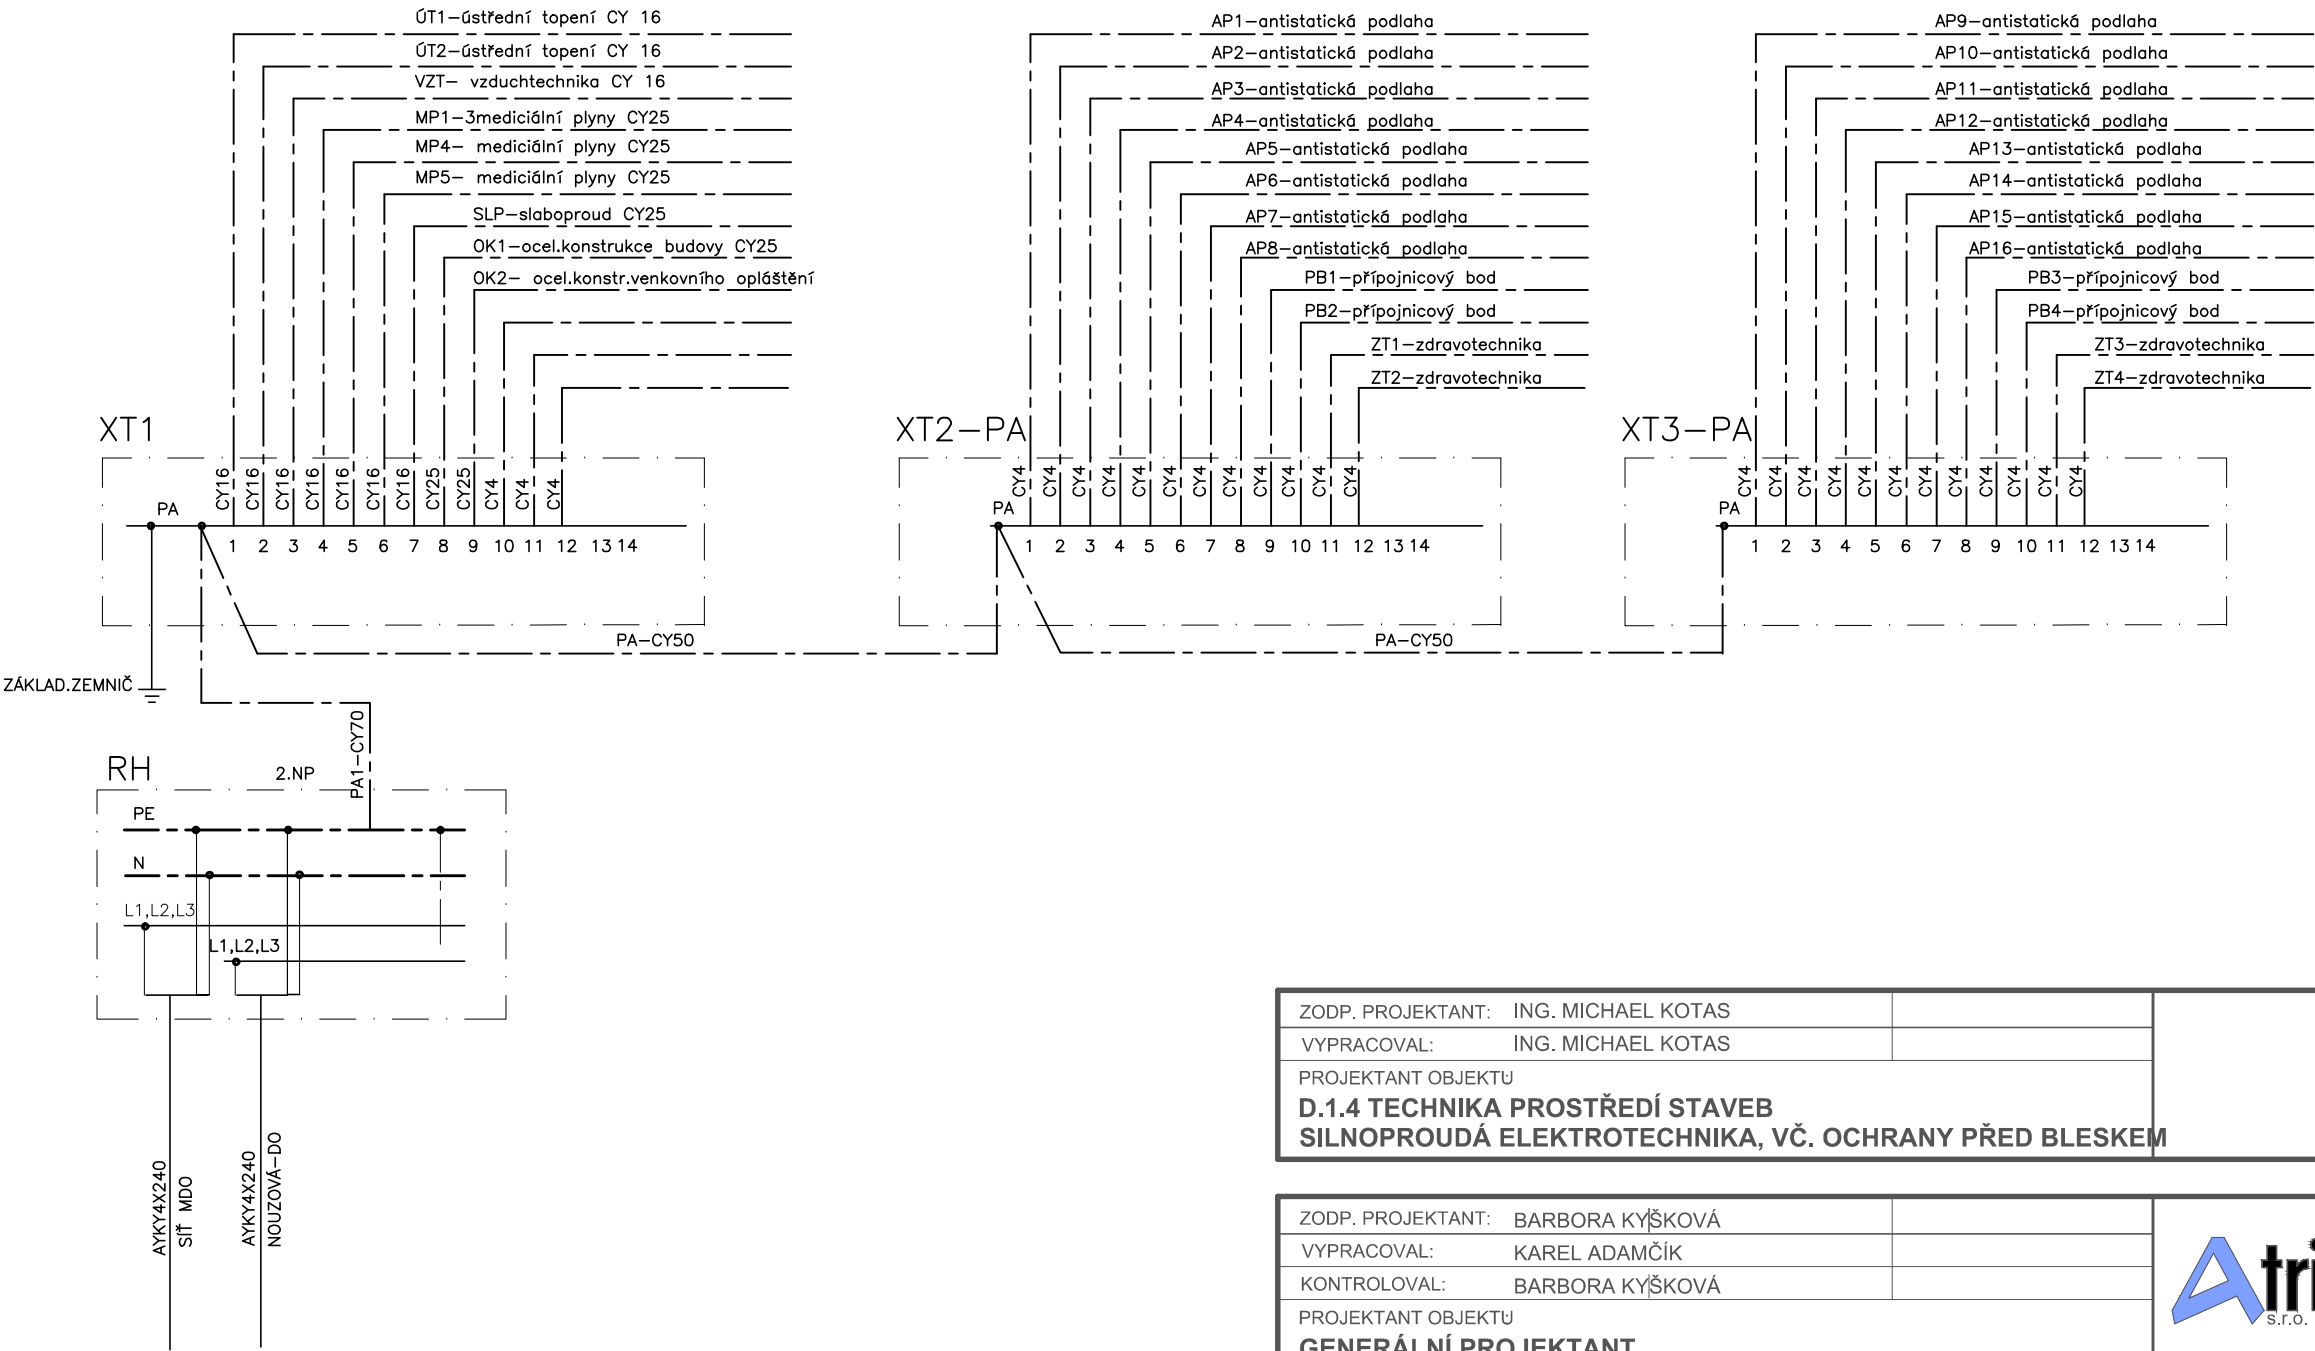 ÚT1-ústřední topení CY 16
ÚT2-ústřední topení CY 16
VZT- vzduchtechnika CY 16
MP1-3mediciální plyny CY25
MP4- mediciální plyny CY25
MP5- mediciální plyny CY25
SLP-slaboproud CY25
OK1-ocel.konstrukce budovy CY25
OK2- ocel.konstr.venkovního opláštění
XT1
CY16 CY16 CY16 CY16 CY16 CY16 CY16 CY25 CY25 CY4 CY4 CY4
PA
1 2 3 4 5 6 7 8 9 10 11 12 13 14
AP1-antistatická podlaha
AP2-antistatická podlaha
AP3-antistatická podlaha
AP4-antistatická podlaha
AP5-antistatická podlaha
AP6-antistatická podlaha
AP7-antistatická podlaha
AP8-antistatická podlaha
PB1-přípojnicový bod
PB2-přípojnicový bod
ZT1-zdravotechnika
ZT2-zdravotechnika
XT2-PA
CY4 CY4 CY4 CY4 CY4 CY4 CY4 CY4 CY4 CY4 CY4 CY4
PA
1 2 3 4 5 6 7 8 9 10 11 12 13 14
AP9-antistatická podlaha
AP10-antistatická podlaha
AP11-antistatická podlaha
AP12-antistatická podlaha
AP13-antistatická podlaha
AP14-antistatická podlaha
AP15-antistatická podlaha
AP16-antistatická podlaha
PB3-přípojnicový bod
PB4-přípojnicový bod
ZT3-zdravotechnika
ZT4-zdravotechnika
XT3-PA
CY4 CY4 CY4 CY4 CY4 CY4 CY4 CY4 CY4 CY4 CY4 CY4
PA
1 2 3 4 5 6 7 8 9 10 11 12 13 14
PA-CY50
PA-CY50
ZÁKLAD.ZEMNIČ
PA1-CY70
RH
2.NP
PE
N
L1,L2,L3
L1,L2,L3
AYKY4X240
SÍŤ MDO
AYKY4X240
NOUZOVÁ-DO
ZODP. PROJEKTANT: ING. MICHAEL KOTAS
VYPRACOVAL: ING. MICHAEL KOTAS
PROJEKTANT OBJEKTU
D.1.4 TECHNIKA PROSTŘEDÍ STAVEB
SILNOPROUDÁ ELEKTROTECHNIKA, VČ. OCHRANY PŘED BLESKEM
ZODP. PROJEKTANT: BARBORA KYŠKOVÁ
VYPRACOVAL: KAREL ADAMČÍK
KONTROLOVAL: BARBORA KYŠKOVÁ
PROJEKTANT OBJEKTU
GENERÁLNÍ PROJEKTANT
s.r.o.